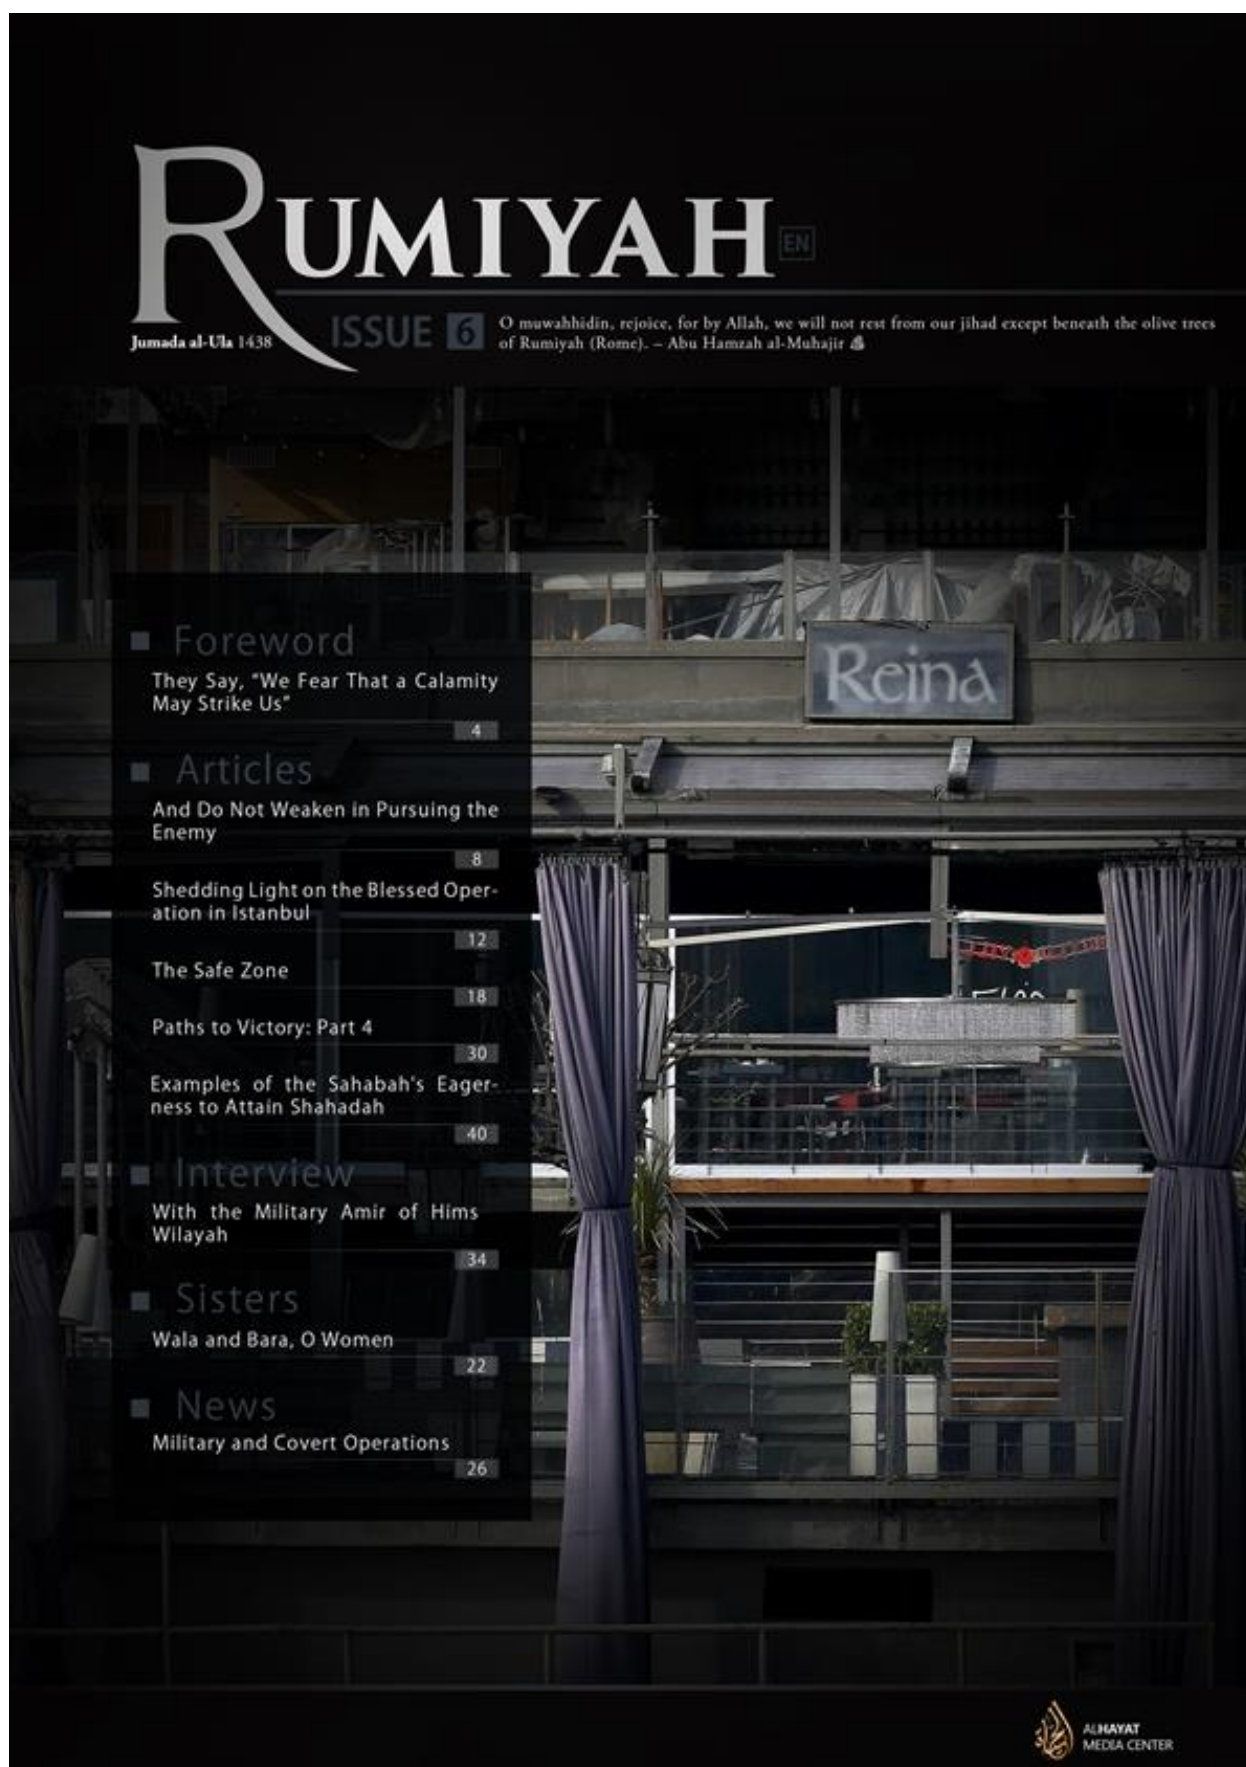 RUMIYAH EN
Jumada al-Ula 1438
ISSUE 6
O muwahhidin, rejoice, for by Allah, we will not rest from our jihad except beneath the olive trees
of Rumiyah (Rome). – Abu Hamzah al-Muhajir
Reina
Foreword
They Say, "We Fear That a Calamity
May Strike Us"
4
Articles
And Do Not Weaken in Pursuing the
Enemy
8
Shedding Light on the Blessed Oper-
ation in Istanbul
12
The Safe Zone
18
Paths to Victory: Part 4
30
Examples of the Sahabah's Eager-
ness to Attain Shahadah
40
Interview
With the Military Amir of Hims
Wilayah
34
Sisters
Wala and Bara, O Women
22
News
Military and Covert Operations
26
ALHAYAT
MEDIA CENTER